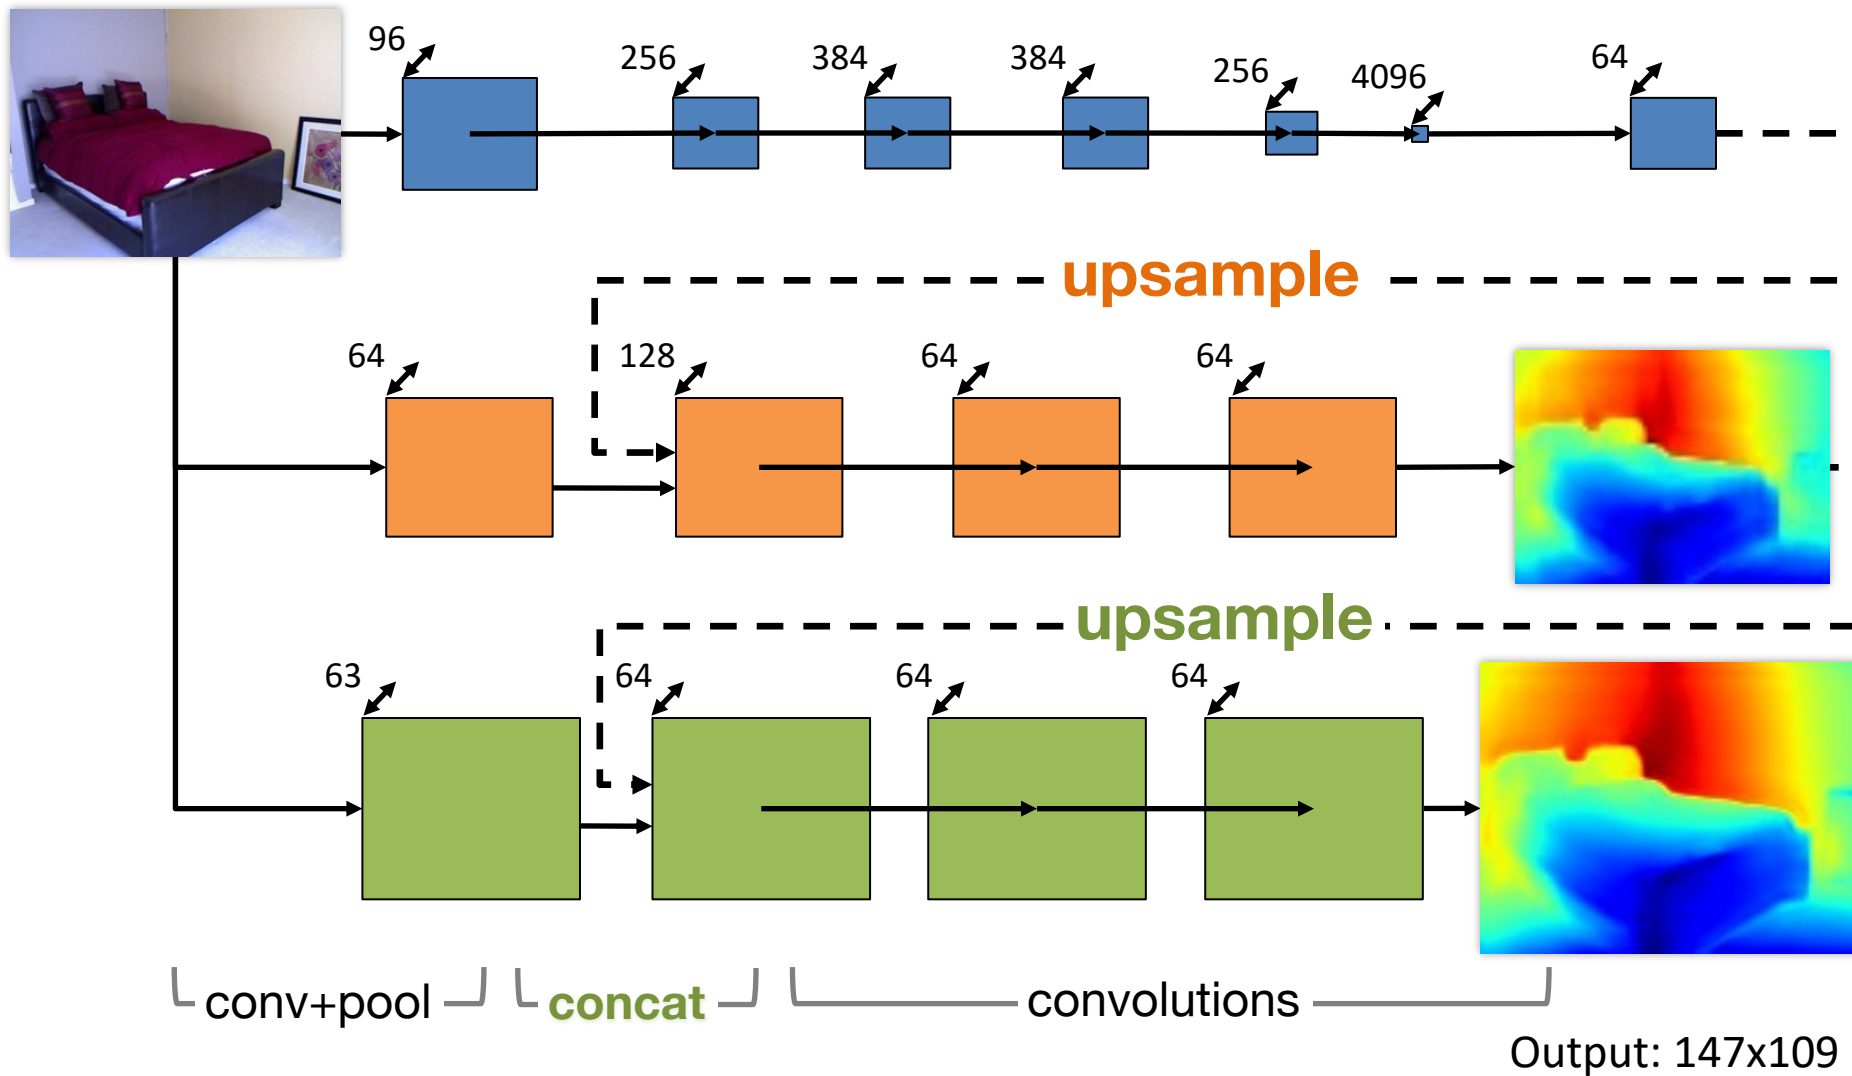 96 256 384 384 256 4096 64
upsample
64 128 64 64
upsample
63 64 64 64
conv+pool concat convolutions
Output: 147x109